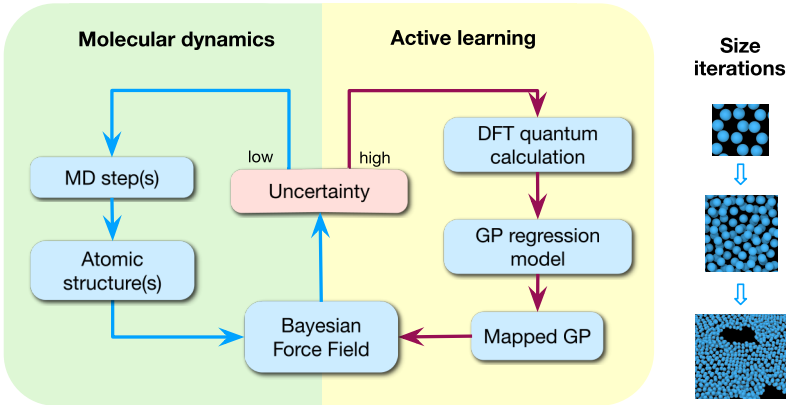 Molecular dynamics
Active learning
Size
iterations
low
high
DFT quantum
calculation
MD step(s)
Uncertainty
GP regression
model
Atomic
structure(s)
Bayesian
Force Field
Mapped GP